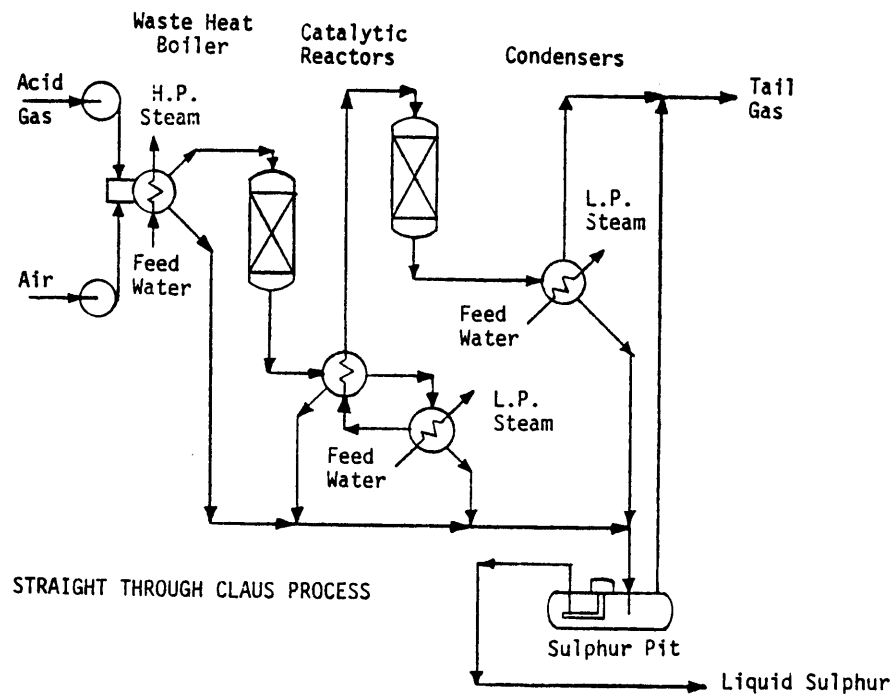 Waste Heat
Boiler
Catalytic
Reactors
Condensers
Acid
Gas
H.P.
Steam
Tail
Gas
L.P.
Steam
Air
Feed
Water
Feed
Water
L.P.
Steam
Feed
Water
STRAIGHT THROUGH CLAUS PROCESS
Sulphur Pit
Liquid Sulphur